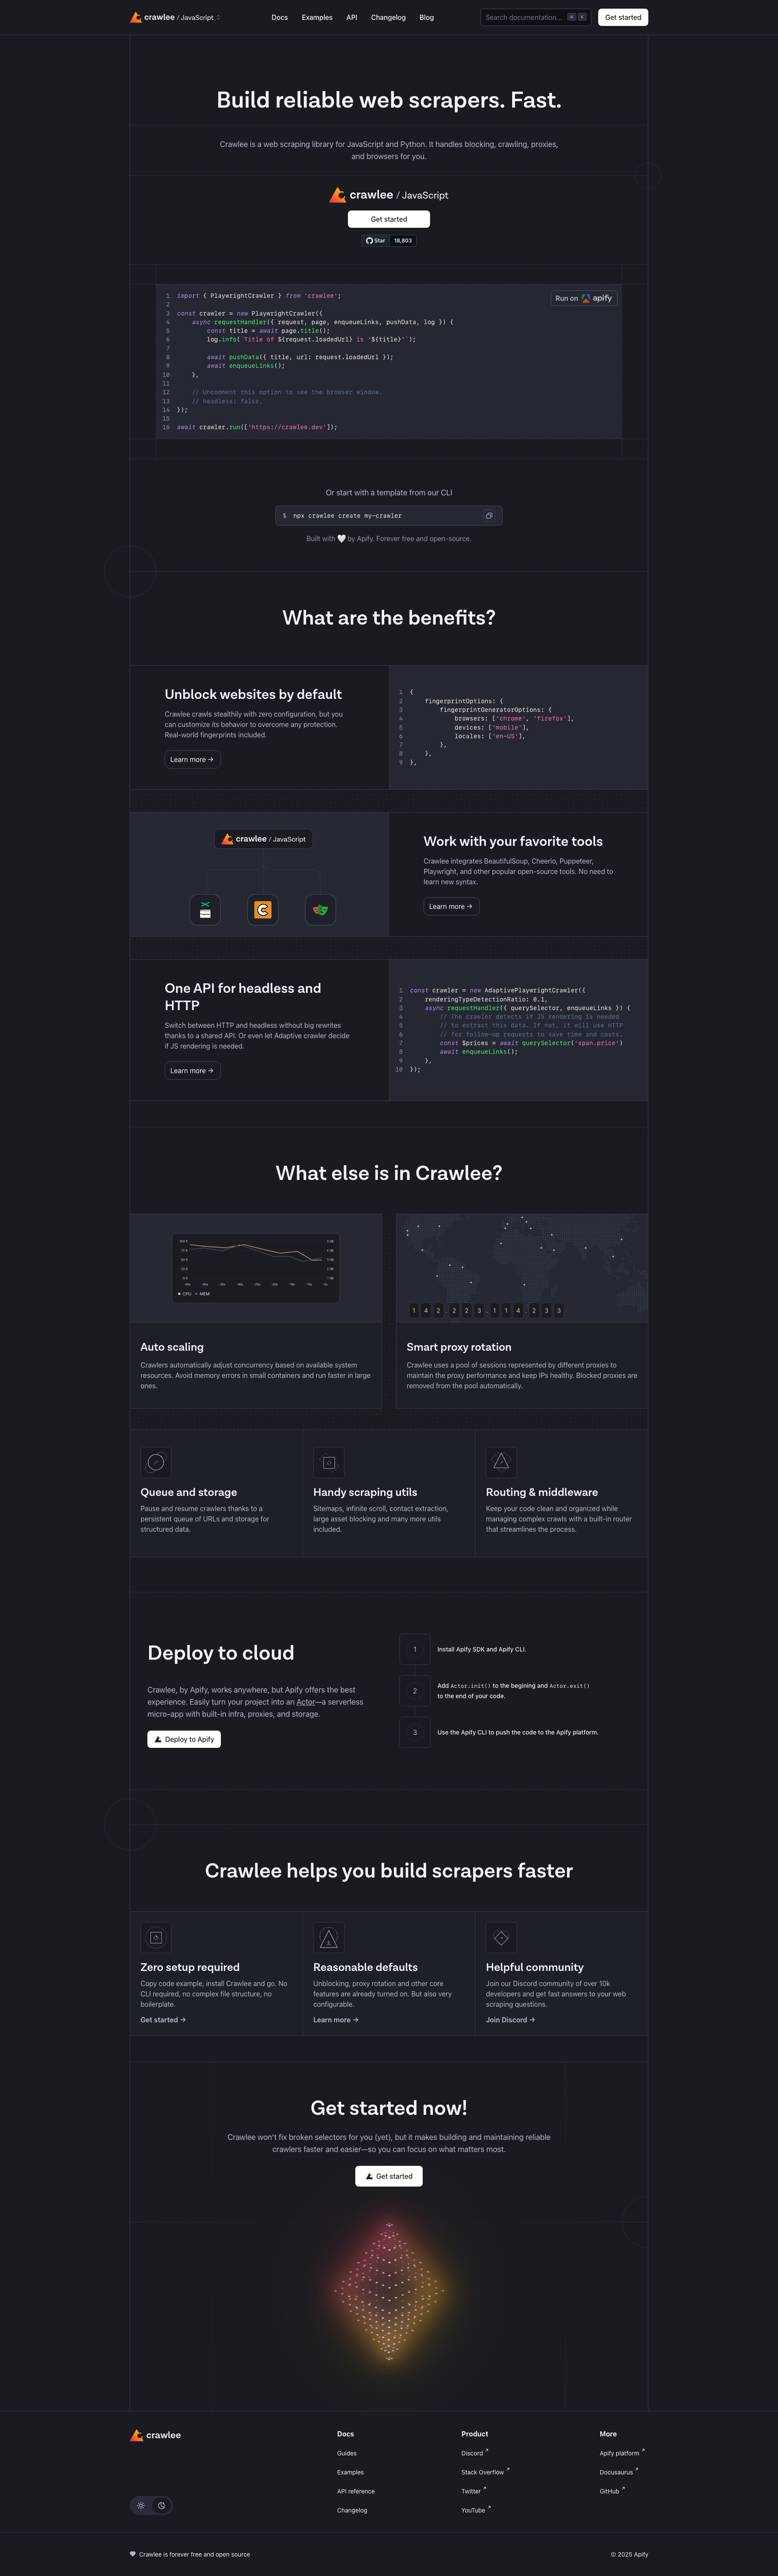 crawlee / JavaScript
Docs
Examples
API
Changelog
Blog
Search documentation...
Get started
Build reliable web scrapers. Fast.
Crawlee is a web scraping library for JavaScript and Python. It handles blocking, crawling, proxies,
and browsers for you.
crawlee / JavaScript
Get started
Star 18,803
Run on apify
1 import { PlaywrightCrawler } from 'crawlee';
2
3 const crawler = new PlaywrightCrawler({
4 async requestHandler({ request, page, enqueueLinks, pushData, log }) {
5 const title = await page.title();
6 log.info(`Title of ${request.loadedUrl} is '${title}'`);
7
8 await pushData({ title, url: request.loadedUrl });
9 await enqueueLinks();
10 },
11
12 // Uncomment this option to see the browser window.
13 // headless: false,
14 });
15
16 await crawler.run(['https://crawlee.dev']);
Or start with a template from our CLI
$ npx crawlee create my-crawler
Built with 🤍 by Apify. Forever free and open-source.
What are the benefits?
Unblock websites by default
Crawlee crawls stealthily with zero configuration, but you
can customize its behavior to overcome any protection.
Real-world fingerprints included.
Learn more →
1 {
2 fingerprintOptions: {
3 fingerprintGeneratorOptions: {
4 browsers: ['chrome', 'firefox'],
5 devices: ['mobile'],
6 locales: ['en-US'],
7 },
8 },
9 },
crawlee / JavaScript
Work with your favorite tools
Crawlee integrates BeautifulSoup, Cheerio, Puppeteer,
Playwright, and other popular open-source tools. No need to
learn new syntax.
Learn more →
One API for headless and
HTTP
Switch between HTTP and headless without big rewrites
thanks to a shared API. Or even let Adaptive crawler decide
if JS rendering is needed.
Learn more →
1 const crawler = new AdaptivePlaywrightCrawler({
2 renderingTypeDetectionRatio: 0.1,
3 async requestHandler({ querySelector, enqueueLinks }) {
4 // The crawler detects if JS rendering is needed
5 // to extract this data. If not, it will use HTTP
6 // for follow-up requests to save time and costs.
7 const $prices = await querySelector('span.price')
8 await enqueueLinks();
9 },
10 });
What else is in Crawlee?
CPU MEM
1 4 2 . 2 2 3 . 1 1 4 . 2 3 3
Auto scaling
Crawlers automatically adjust concurrency based on available system
resources. Avoid memory errors in small containers and run faster in large
ones.
Smart proxy rotation
Crawlee uses a pool of sessions represented by different proxies to
maintain the proxy performance and keep IPs healthy. Blocked proxies are
removed from the pool automatically.
Queue and storage
Pause and resume crawlers thanks to a
persistent queue of URLs and storage for
structured data.
Handy scraping utils
Sitemaps, infinite scroll, contact extraction,
large asset blocking and many more utils
included.
Routing & middleware
Keep your code clean and organized while
managing complex crawls with a built-in router
that streamlines the process.
Deploy to cloud
Crawlee, by Apify, works anywhere, but Apify offers the best
experience. Easily turn your project into an Actor—a serverless
micro-app with built-in infra, proxies, and storage.
Deploy to Apify
1 Install Apify SDK and Apify CLI.
2 Add Actor.init() to the begining and Actor.exit()
to the end of your code.
3 Use the Apify CLI to push the code to the Apify platform.
Crawlee helps you build scrapers faster
Zero setup required
Copy code example, install Crawlee and go. No
CLI required, no complex file structure, no
boilerplate.
Get started →
Reasonable defaults
Unblocking, proxy rotation and other core
features are already turned on. But also very
configurable.
Learn more →
Helpful community
Join our Discord community of over 10k
developers and get fast answers to your web
scraping questions.
Join Discord →
Get started now!
Crawlee won't fix broken selectors for you (yet), but it makes building and maintaining reliable
crawlers faster and easier—so you can focus on what matters most.
Get started
crawlee
Docs
Guides
Examples
API reference
Changelog
Product
Discord
Stack Overflow
Twitter
YouTube
More
Apify platform
Docusaurus
GitHub
Crawlee is forever free and open source
© 2025 Apify